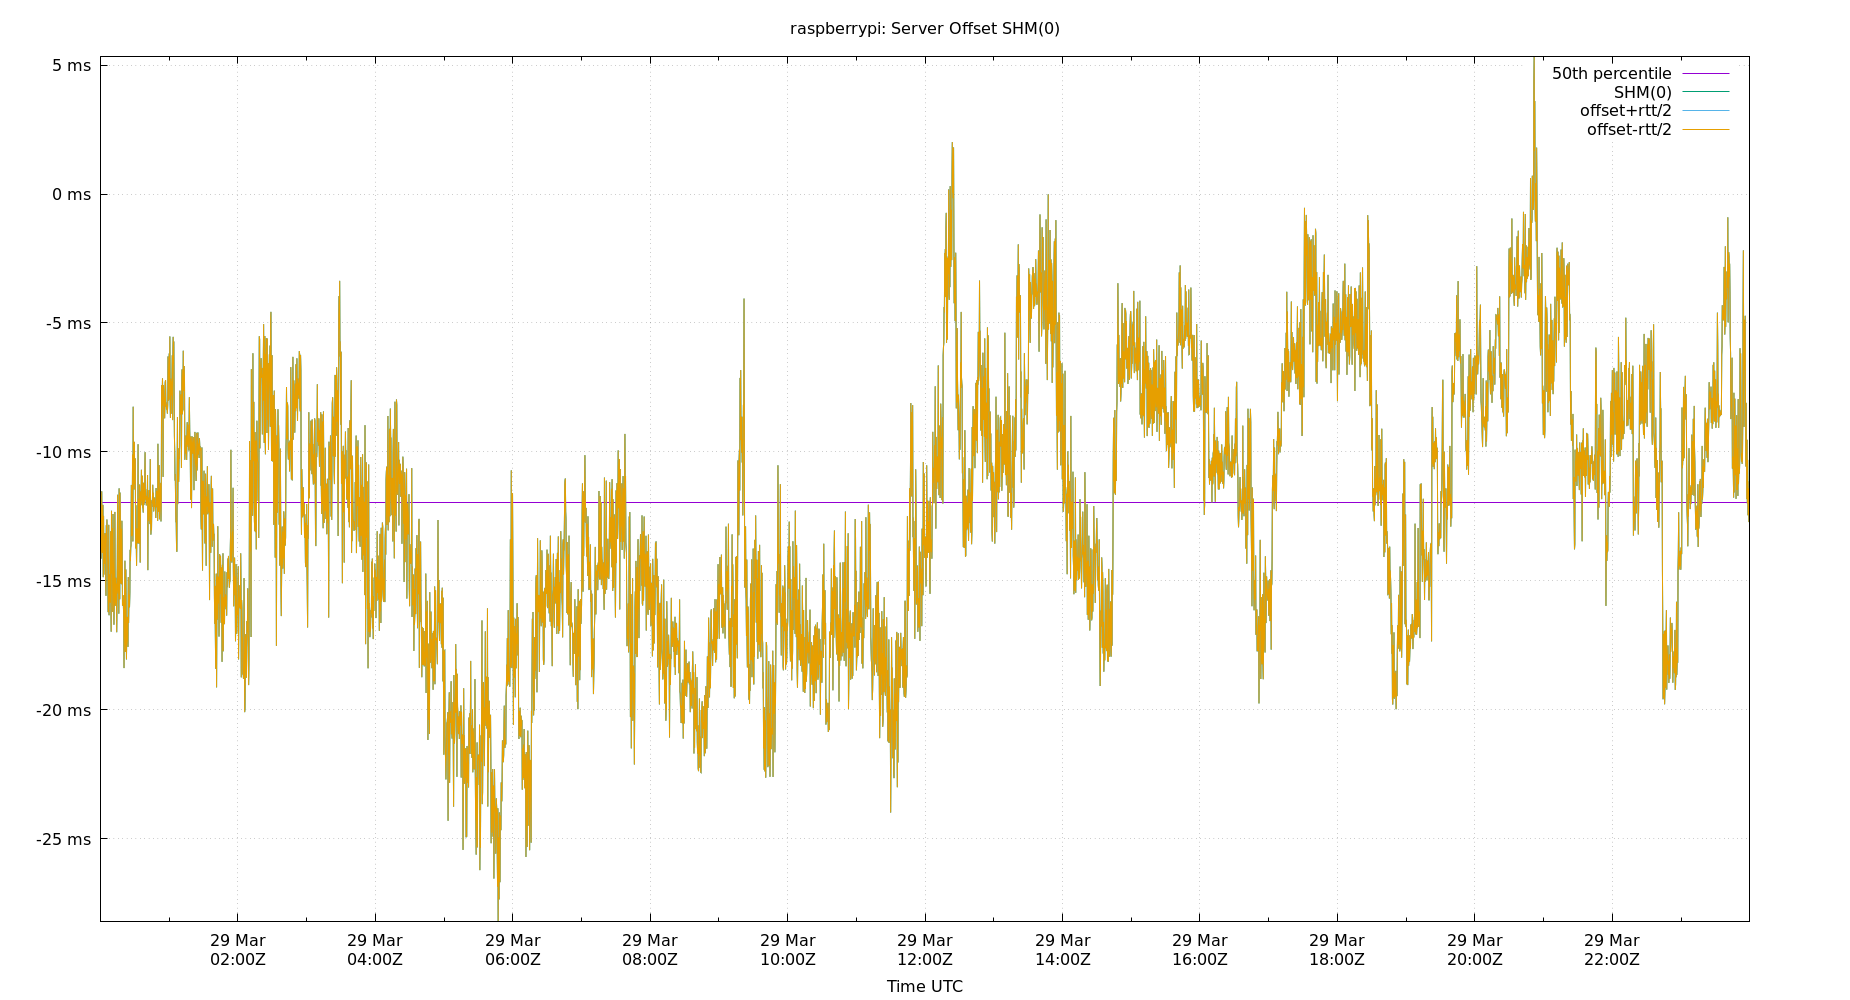 raspberrypi: Server Offset SHM(0)
5 ms
0 ms
-5 ms
-10 ms
-15 ms
-20 ms
-25 ms
50th percentile
SHM(0)
offset+rtt/2
offset-rtt/2
29 Mar 29 Mar 29 Mar 29 Mar 29 Mar 29 Mar 29 Mar 29 Mar 29 Mar 29 Mar 29 Mar
02:00Z 04:00Z 06:00Z 08:00Z 10:00Z 12:00Z 14:00Z 16:00Z 18:00Z 20:00Z 22:00Z
Time UTC